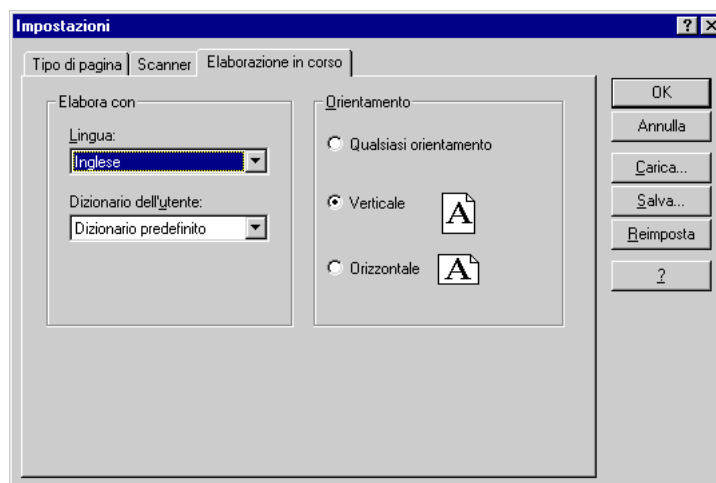 Impostazioni
Tipo di pagina
Scanner
Elaborazione in corso
Elabora con
Lingua:
Inglese
Dizionario dell'utente:
Dizionario predefinito
Orientamento
Qualsiasi orientamento
Verticale
A
Orizzontale
A
OK
Annulla
Carica...
Salva...
Reimposta
?